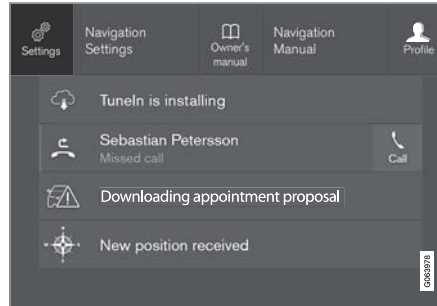 Settings
Navigation
Settings
Owner's
manual
Navigation
Manual
Profile
TuneIn is installing
Sebastian Petersson
Missed call
Call
Downloading appointment proposal
New position received
G063978